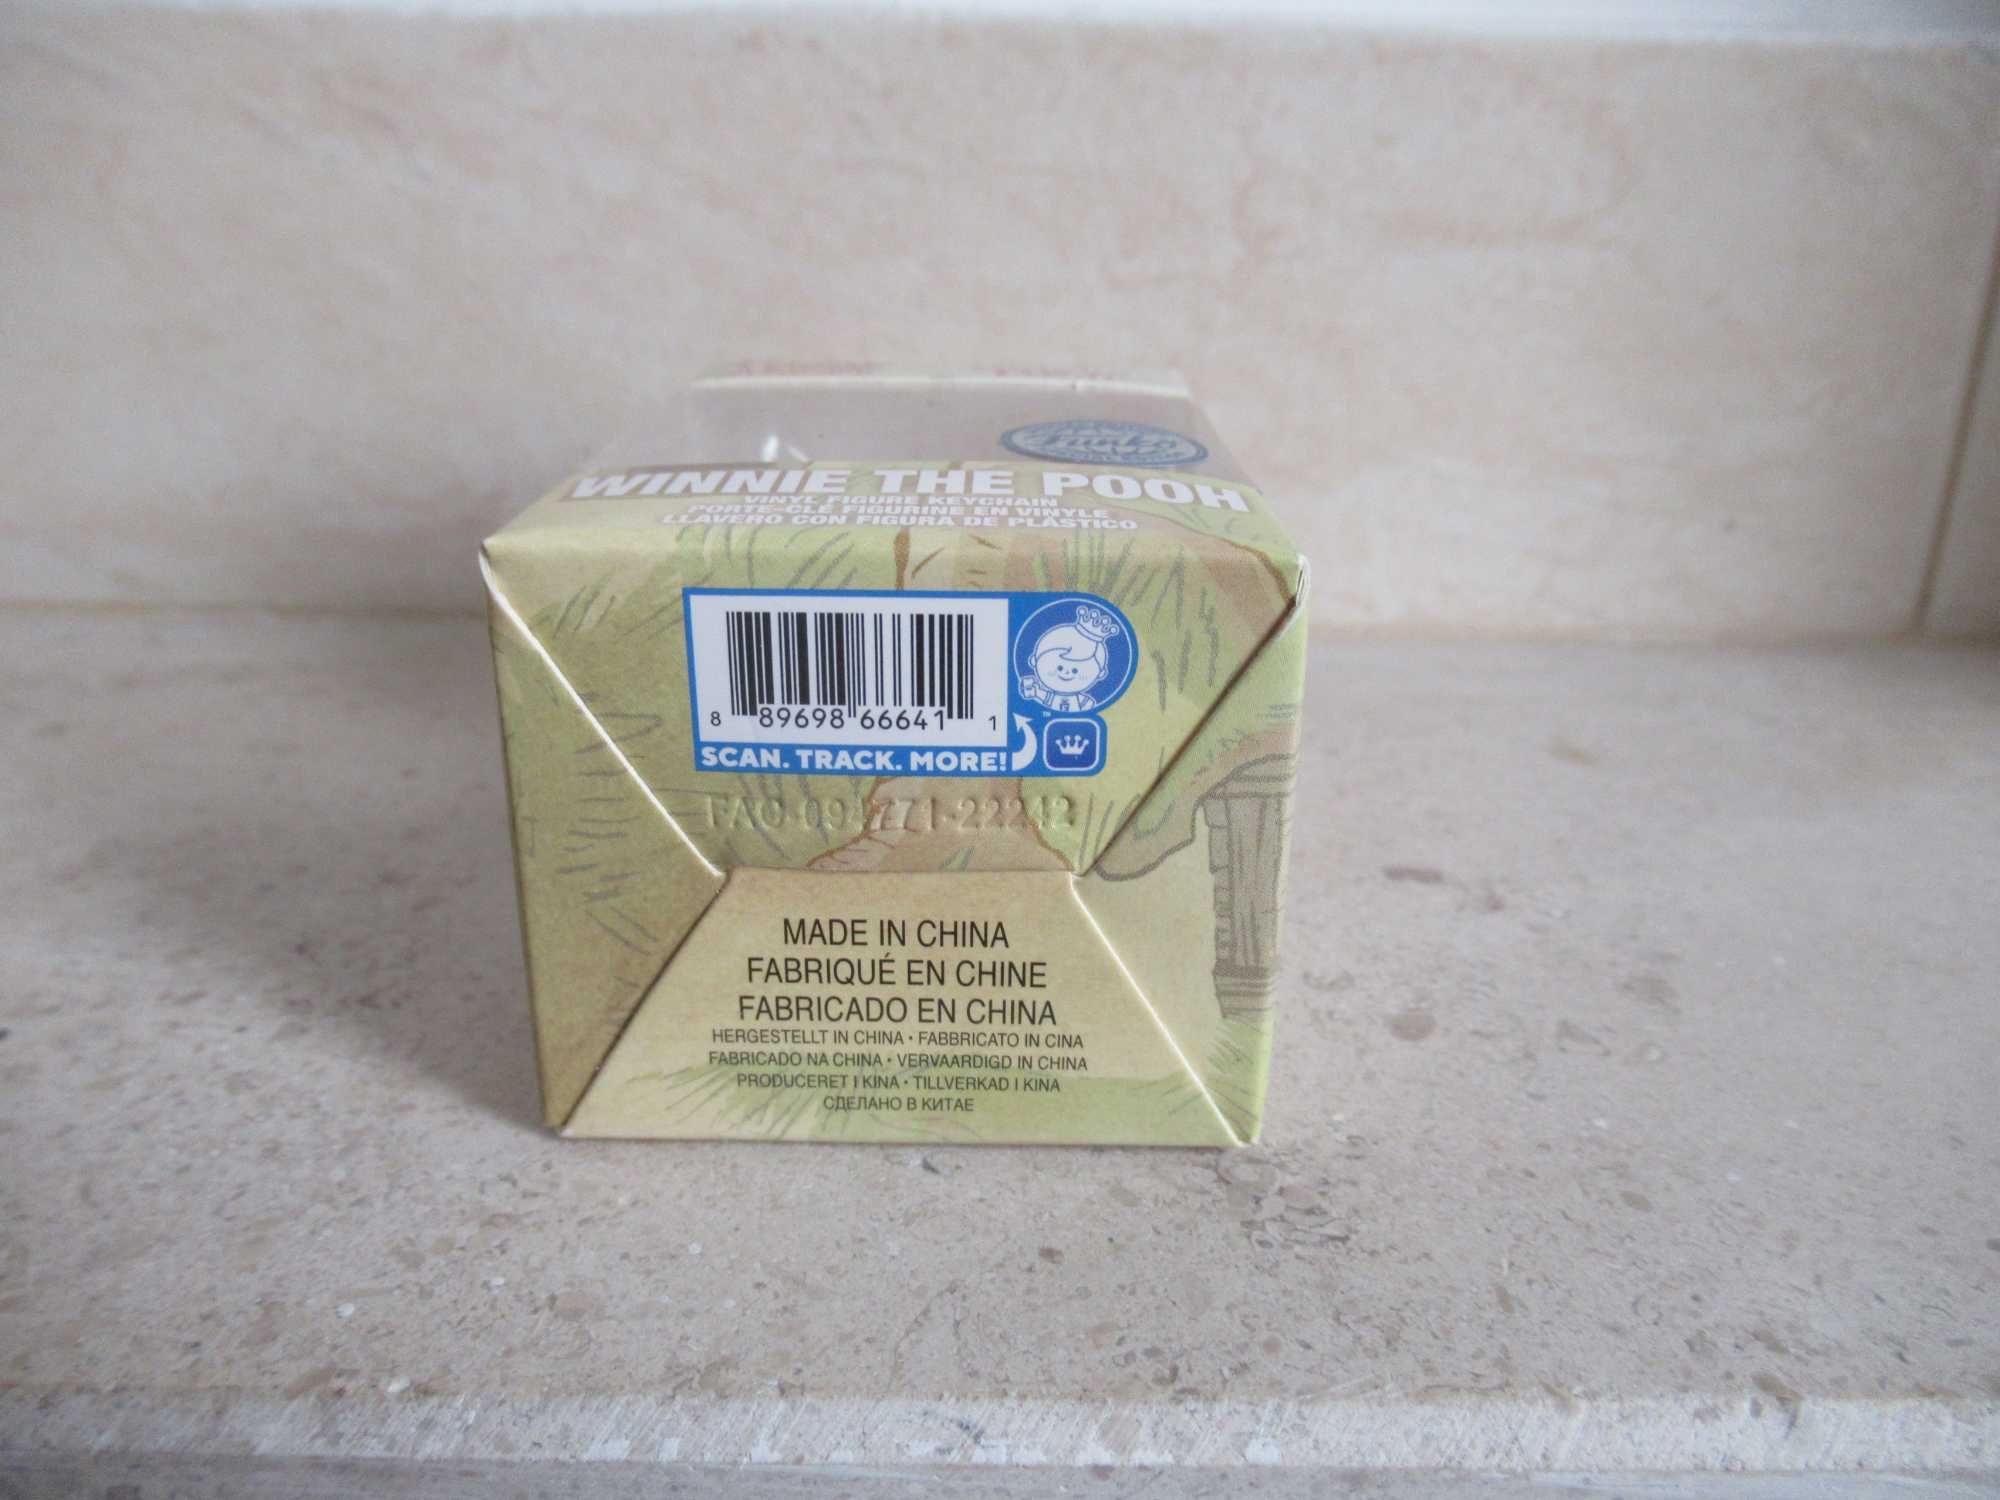 Funko
WINNIE THE POOH
VINYL FIGURE KEYCHAIN
PORTE-CLÉ FIGURINE EN VINYLE
LLAVERO CON FIGURA DE PLÁSTICO
8 89698 66641 1
SCAN. TRACK. MORE!
TM
MADE IN CHINA
FABRIQUÉ EN CHINE
FABRICADO EN CHINA
HERGESTELLT IN CHINA • FABBRICATO IN CINA
FABRICADO NA CHINA • VERVAARDIGD IN CHINA
PRODUCERET I KINA • TILLVERKAD I KINA
СДЕЛАНО В КИТАЕ